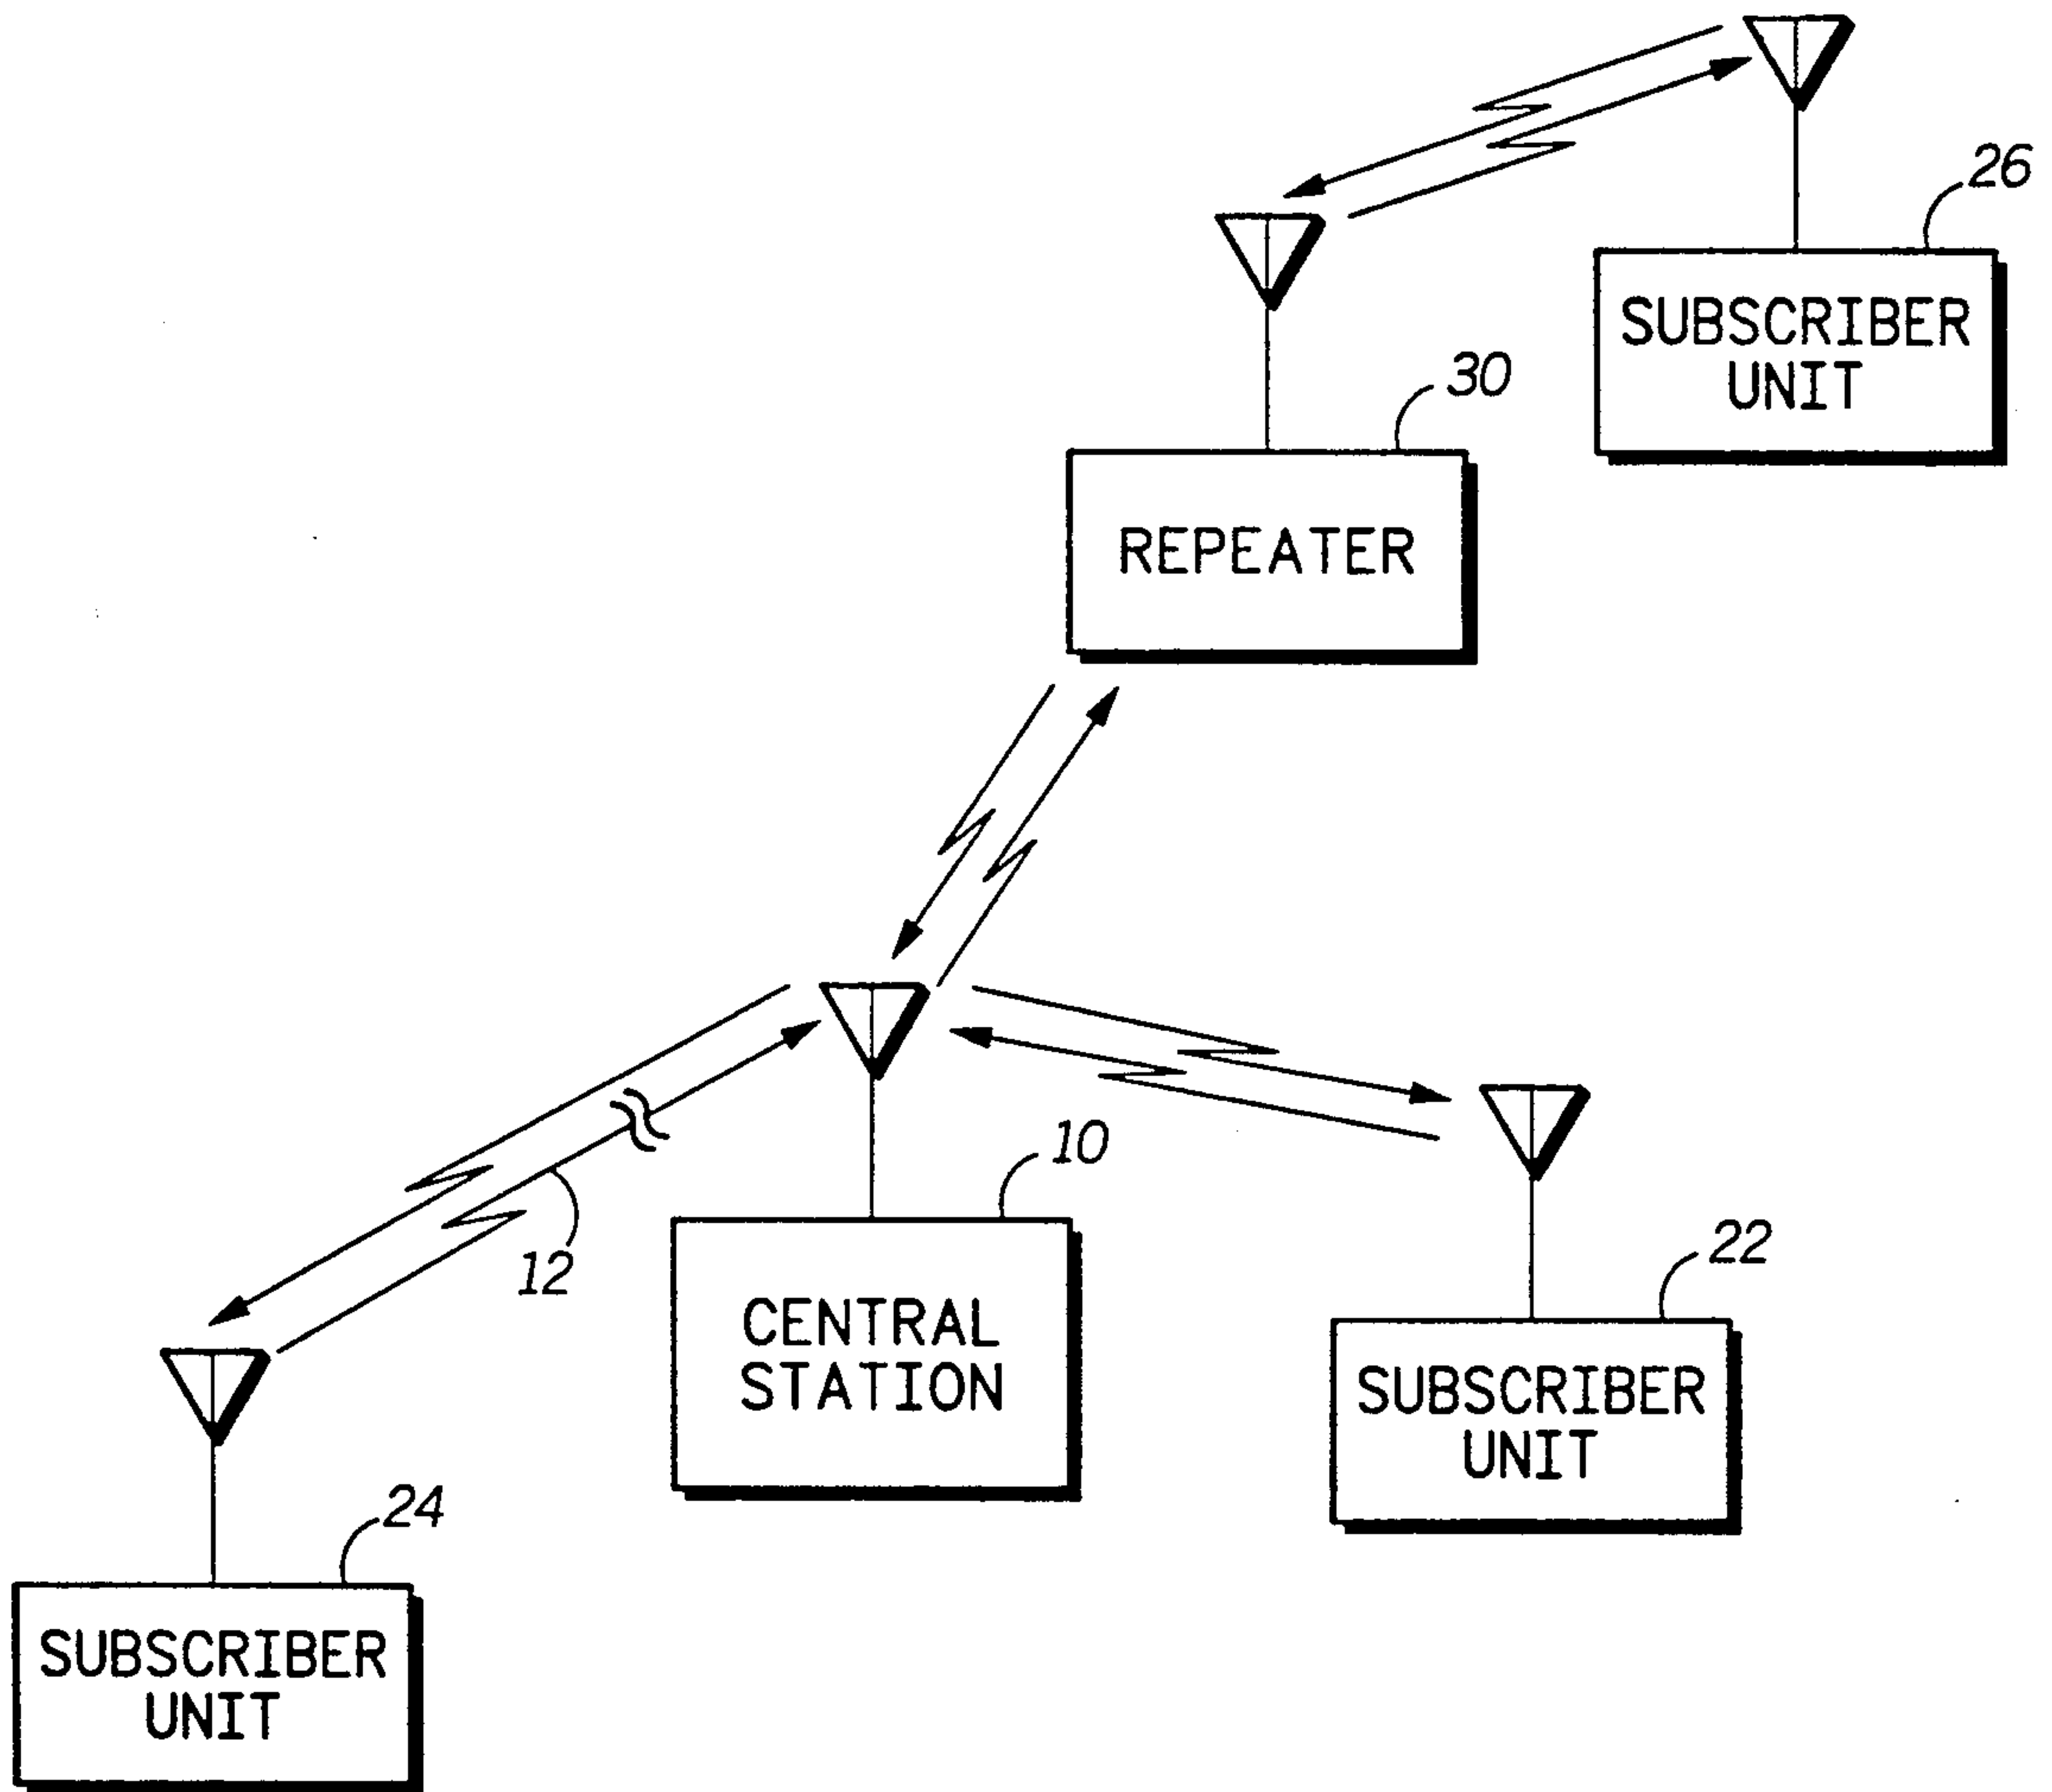 26
SUBSCRIBER
UNIT
30
REPEATER
10
12
CENTRAL
STATION
22
SUBSCRIBER
UNIT
24
SUBSCRIBER
UNIT